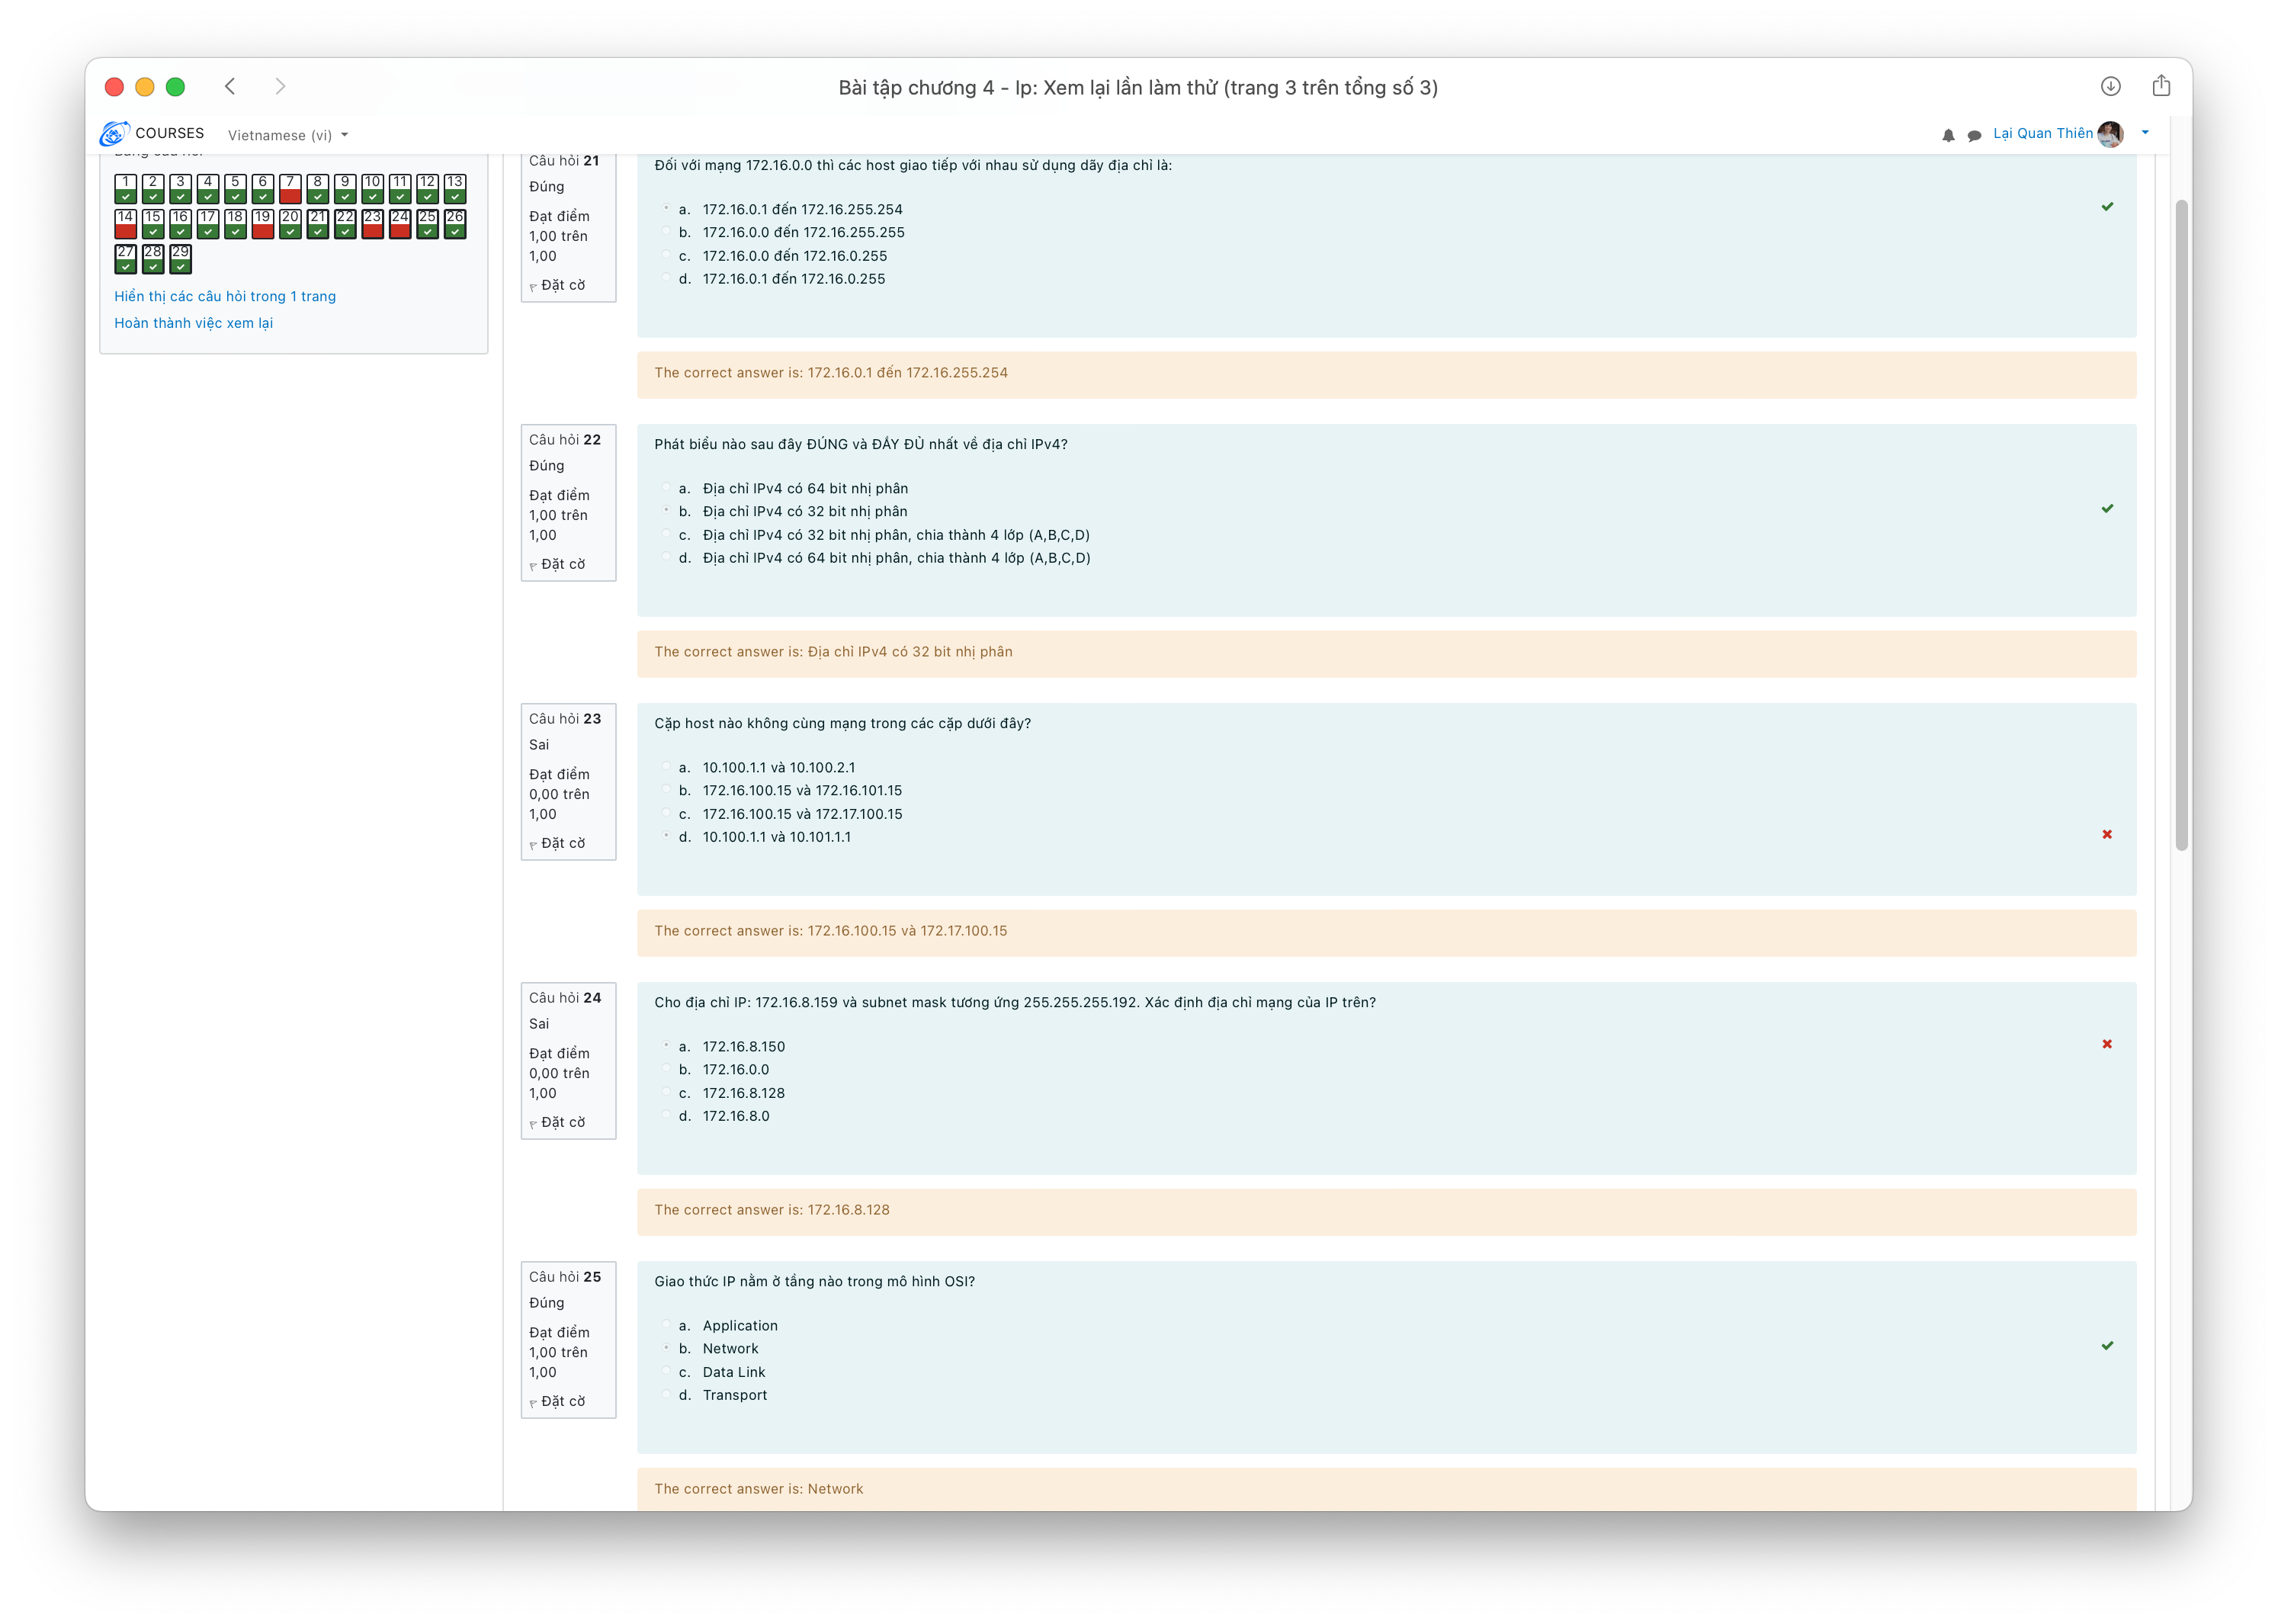 Bài tập chương 4 - Ip: Xem lại lần làm thử (trang 3 trên tổng số 3)
COURSES
Vietnamese (vi)
Lại Quan Thiên
1 2 3 4 5 6 7 8 9 10 11 12 13
14 15 16 17 18 19 20 21 22 23 24 25 26
27 28 29
Hiển thị các câu hỏi trong 1 trang
Hoàn thành việc xem lại
Câu hỏi 21
Đúng
Đạt điểm
1,00 trên
1,00
Đặt cờ
Đối với mạng 172.16.0.0 thì các host giao tiếp với nhau sử dụng dãy địa chỉ là:
a. 172.16.0.1 đến 172.16.255.254
b. 172.16.0.0 đến 172.16.255.255
c. 172.16.0.0 đến 172.16.0.255
d. 172.16.0.1 đến 172.16.0.255
The correct answer is: 172.16.0.1 đến 172.16.255.254
Câu hỏi 22
Đúng
Đạt điểm
1,00 trên
1,00
Đặt cờ
Phát biểu nào sau đây ĐÚNG và ĐẦY ĐỦ nhất về địa chỉ IPv4?
a. Địa chỉ IPv4 có 64 bit nhị phân
b. Địa chỉ IPv4 có 32 bit nhị phân
c. Địa chỉ IPv4 có 32 bit nhị phân, chia thành 4 lớp (A,B,C,D)
d. Địa chỉ IPv4 có 64 bit nhị phân, chia thành 4 lớp (A,B,C,D)
The correct answer is: Địa chỉ IPv4 có 32 bit nhị phân
Câu hỏi 23
Sai
Đạt điểm
0,00 trên
1,00
Đặt cờ
Cặp host nào không cùng mạng trong các cặp dưới đây?
a. 10.100.1.1 và 10.100.2.1
b. 172.16.100.15 và 172.16.101.15
c. 172.16.100.15 và 172.17.100.15
d. 10.100.1.1 và 10.101.1.1
The correct answer is: 172.16.100.15 và 172.17.100.15
Câu hỏi 24
Sai
Đạt điểm
0,00 trên
1,00
Đặt cờ
Cho địa chỉ IP: 172.16.8.159 và subnet mask tương ứng 255.255.255.192. Xác định địa chỉ mạng của IP trên?
a. 172.16.8.150
b. 172.16.0.0
c. 172.16.8.128
d. 172.16.8.0
The correct answer is: 172.16.8.128
Câu hỏi 25
Đúng
Đạt điểm
1,00 trên
1,00
Đặt cờ
Giao thức IP nằm ở tầng nào trong mô hình OSI?
a. Application
b. Network
c. Data Link
d. Transport
The correct answer is: Network